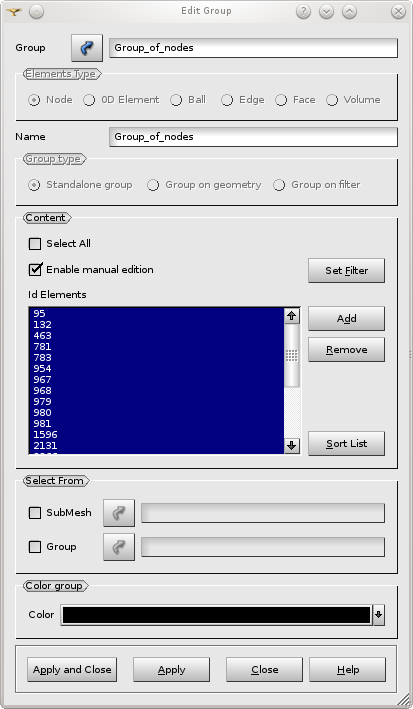 Edit Group
Group Group_of_nodes
Elements Type
Node 0D Element Ball Edge Face Volume
Name Group_of_nodes
Group type
Standalone group Group on geometry Group on filter
Content
Select All
Enable manual edition
Set Filter
Id Elements
95
132
463
781
783
954
967
968
979
980
981
1596
2131
Add
Remove
Sort List
Select From
SubMesh
Group
Color group
Color
Apply and Close Apply Close Help